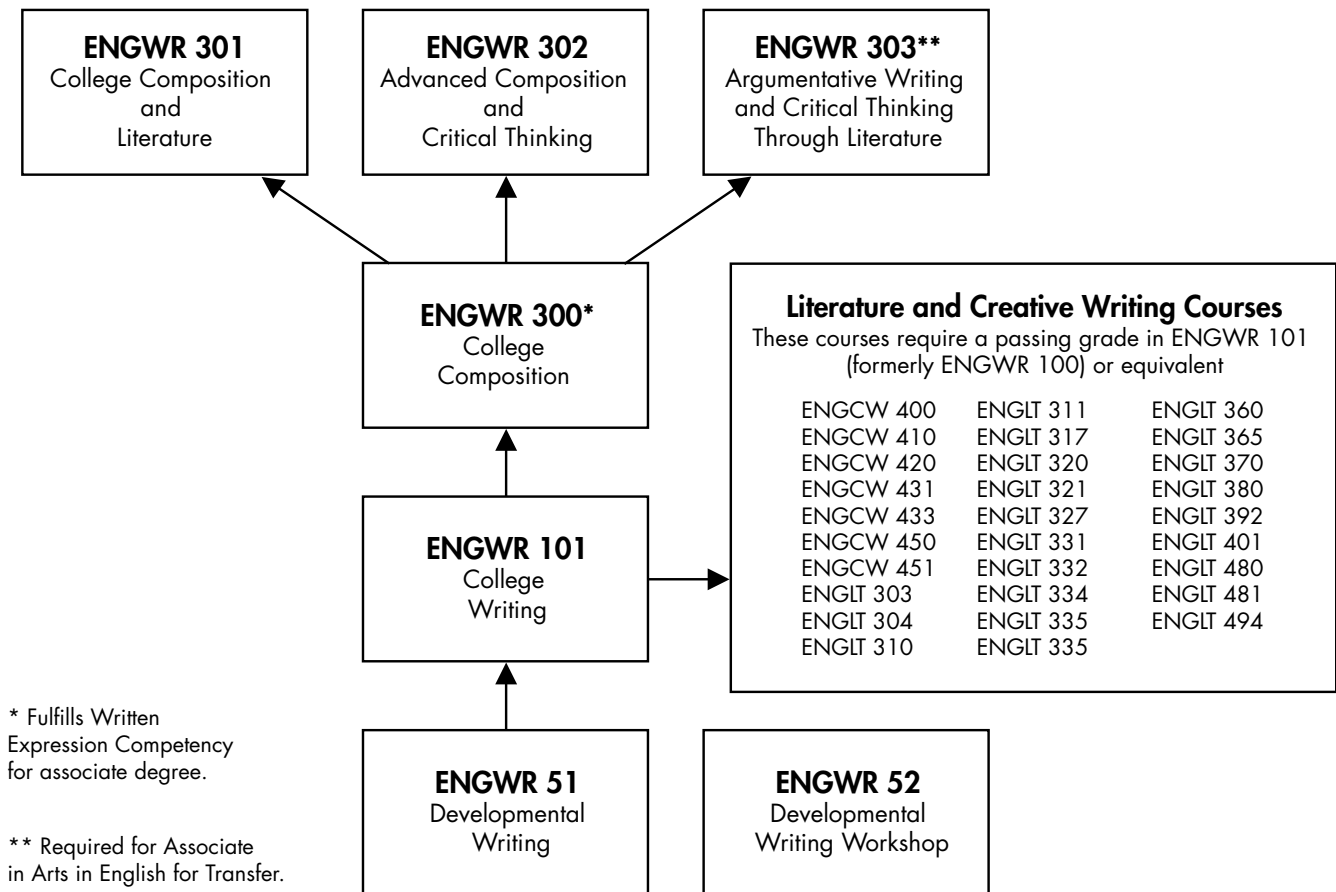 ENGWR 301
College Composition
and
Literature
ENGWR 302
Advanced Composition
and
Critical Thinking
ENGWR 303**
Argumentative Writing
and Critical Thinking
Through Literature
ENGWR 300*
College
Composition
Literature and Creative Writing Courses
These courses require a passing grade in ENGWR 101
(formerly ENGWR 100) or equivalent
ENGCW 400
ENGCW 410
ENGCW 420
ENGCW 431
ENGCW 433
ENGCW 450
ENGCW 451
ENGLT 303
ENGLT 304
ENGLT 310
ENGLT 311
ENGLT 317
ENGLT 320
ENGLT 321
ENGLT 327
ENGLT 331
ENGLT 332
ENGLT 334
ENGLT 335
ENGLT 335
ENGLT 360
ENGLT 365
ENGLT 370
ENGLT 380
ENGLT 392
ENGLT 401
ENGLT 480
ENGLT 481
ENGLT 494
ENGWR 101
College
Writing
* Fulfills Written
Expression Competency
for associate degree.
** Required for Associate
in Arts in English for Transfer.
ENGWR 51
Developmental
Writing
ENGWR 52
Developmental
Writing Workshop